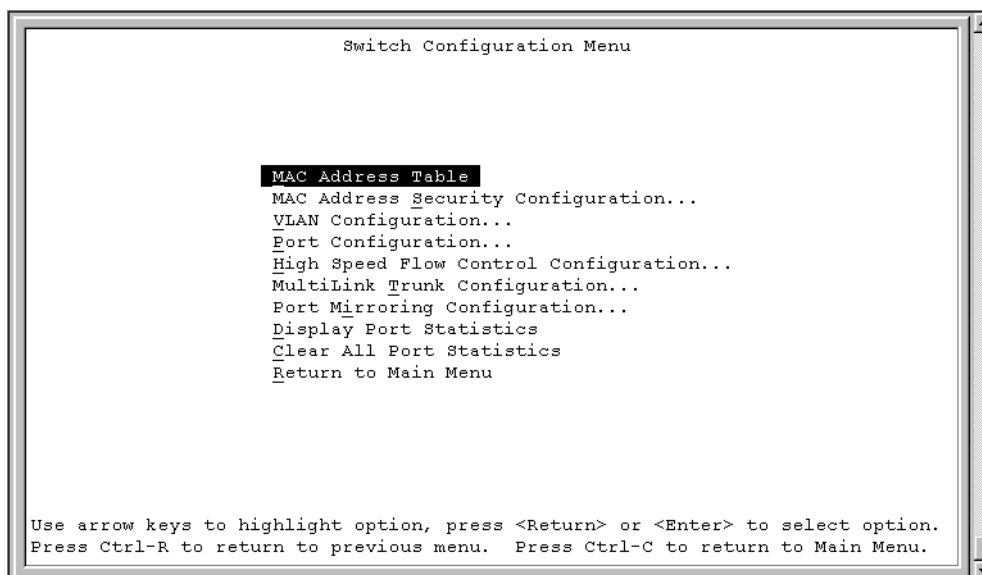 Switch Configuration Menu
MAC Address Table
MAC Address Security Configuration...
VLAN Configuration...
Port Configuration...
High Speed Flow Control Configuration...
MultiLink Trunk Configuration...
Port Mirroring Configuration...
Display Port Statistics
Clear All Port Statistics
Return to Main Menu
Use arrow keys to highlight option, press <Return> or <Enter> to select option.
Press Ctrl-R to return to previous menu.  Press Ctrl-C to return to Main Menu.